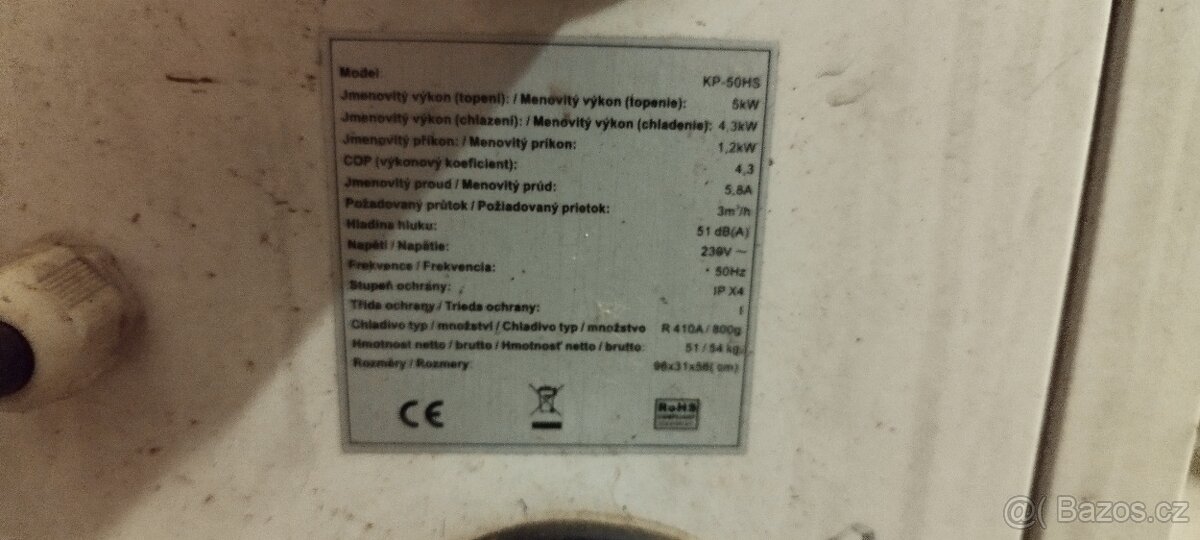 Model KP-50HS
Jmenovitý výkon (topení): / Menovitý výkon (topenie): 5kW
Jmenovitý výkon (chlazení): / Menovitý výkon (chladenie): 4,3kW
Jmenovitý příkon: / Menovitý príkon: 1,2kW
COP (výkonový koeficient): 4,3
Jmenovitý proud / Menovitý prúd: 5,8A
Požadovaný průtok / Požiadovaný prietok: 3m³/h
Hladina hluku: 51 dB(A)
Napětí / Napätie: 230V ~
Frekvence / Frekvencia: 50Hz
Stupeň ochrany: IP X4
Třída ochrany / Trieda ochrany: I
Chladivo typ / množství / Chladivo typ / množstvo R 410A / 800g
Hmotnost netto / brutto / Hmotnosť netto / brutto: 51 / 54 kg
Rozměry / Rozmery 96x31x56( cm)
CE
RoHS
@( Bazos.cz